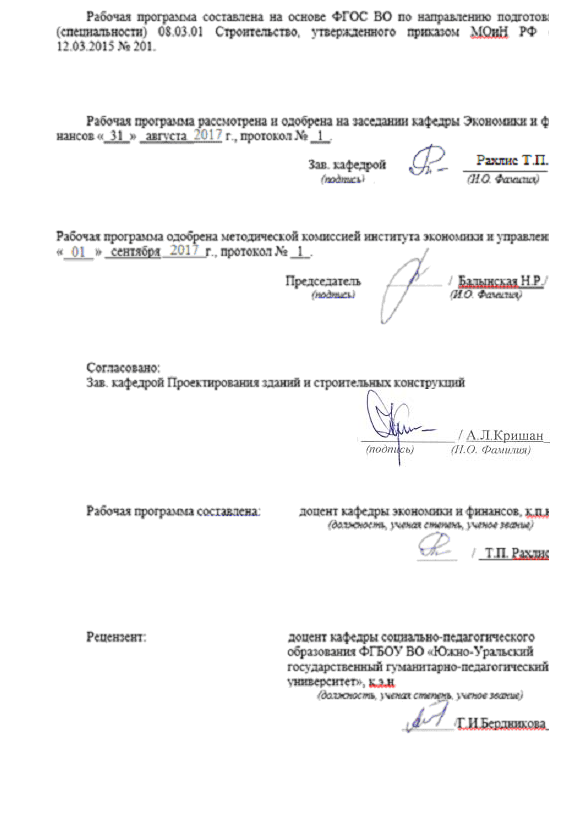 Рабочая программа составлена на основе ФГОС ВО по направлению подготов
(специальности) 08.03.01 Строительство, утвержденного приказом МОиН РФ
12.03.2015 № 201.
Рабочая программа рассмотрена и одобрена на заседании кафедры Экономики и ф
нансов « 31 » августа 2017 г., протокол № 1 .
Зав. кафедрой Рахлис Т.П.
(подпись) (И.О. Фамилия)
Рабочая программа одобрена методической комиссией института экономики и управлен
« 01 » сентября 2017 г., протокол № 1 .
Председатель / Балынская Н.Р./
(подпись) (И.О. Фамилия)
Согласовано:
Зав. кафедрой Проектирования зданий и строительных конструкций
/ А.Л.Кришан
(подпись) (И.О. Фамилия)
Рабочая программа составлена: доцент кафедры экономики и финансов, к.п.н
(должность, ученая степень, ученое звание)
/ Т.П. Рахлис
Рецензент: доцент кафедры социально-педагогического
образования ФГБОУ ВО «Южно-Уральский
государственный гуманитарно-педагогический
университет», к.э.н
(должность, ученая степень, ученое звание)
/Г.И.Бердникова